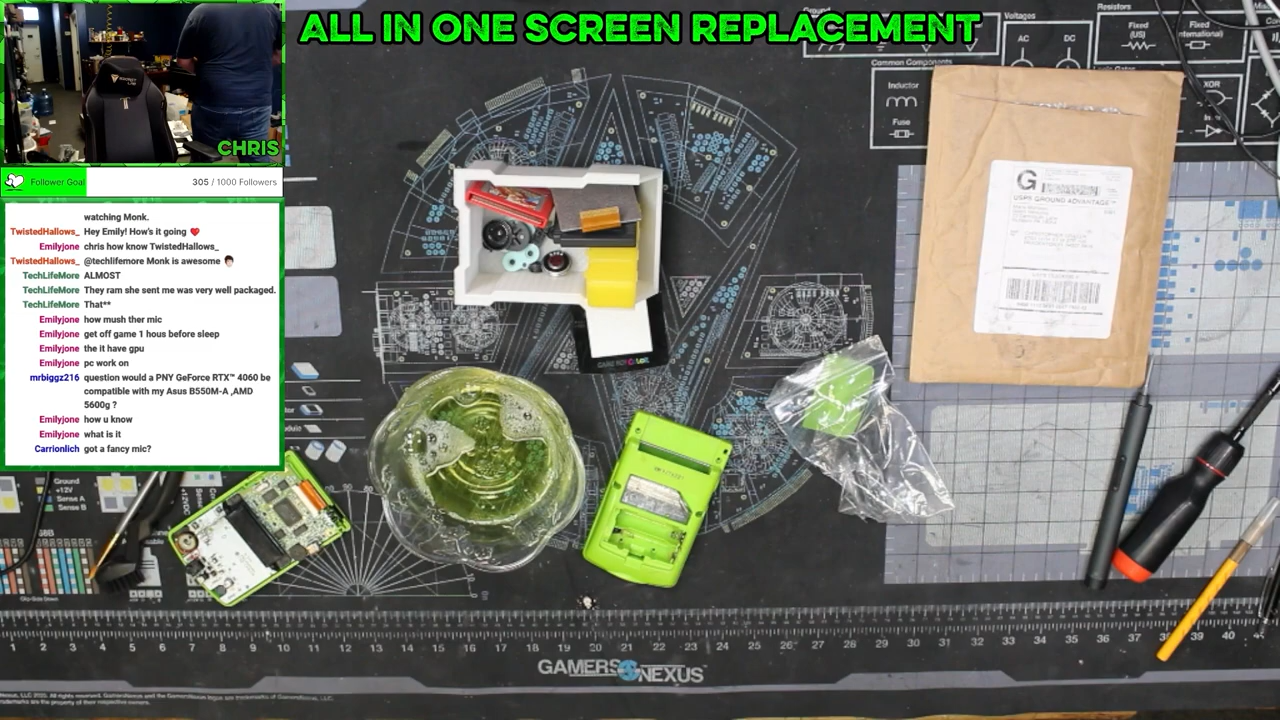 ALL IN ONE SCREEN REPLACEMENT
CHRIS
Follower Goal
305 / 1000 Followers
watching Monk.
TwistedHallows_ Hey Emily! How's it going
Emilyjone chris how know TwistedHallows_
TwistedHallows_ @techlifemore Monk is awesome
TechLifeMore ALMOST
TechLifeMore They ram she sent me was very well packaged.
TechLifeMore That**
Emilyjone how mush ther mic
Emilyjone get off game 1 hous before sleep
Emilyjone the it have gpu
Emilyjone pc work on
mrbiggz216 question would a PNY GeForce RTX™ 4060 be
compatible with my Asus B550M-A ,AMD
5600g ?
Emilyjone how u know
Emilyjone what is it
Carrionlich got a fancy mic?
Voltages
AC
DC
Resistors
Fixed
(US)
Fixed
Common Components
Inductor
Fuse
XOR
G
USPS GROUND ADVANTAGE™
GAME BOY COLOR
Ground
+12V
Sense A
Sense B
1 2 3 4 5 6 7 8 9 10 11 12 13 14 15 16 17 18 19 20 21 22 23 24 25 26 27 28 29 30 31 32 33 34 35 36 37 38 39 40
GAMERS NEXUS